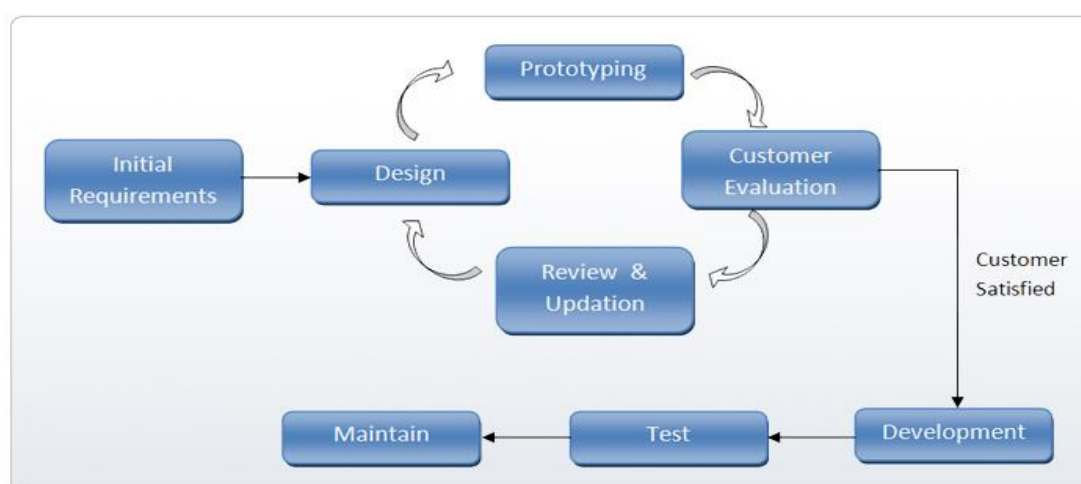 Prototyping
Initial
Requirements
Design
Customer
Evaluation
Review & 
Updation
Customer
Satisfied
Maintain
Test
Development